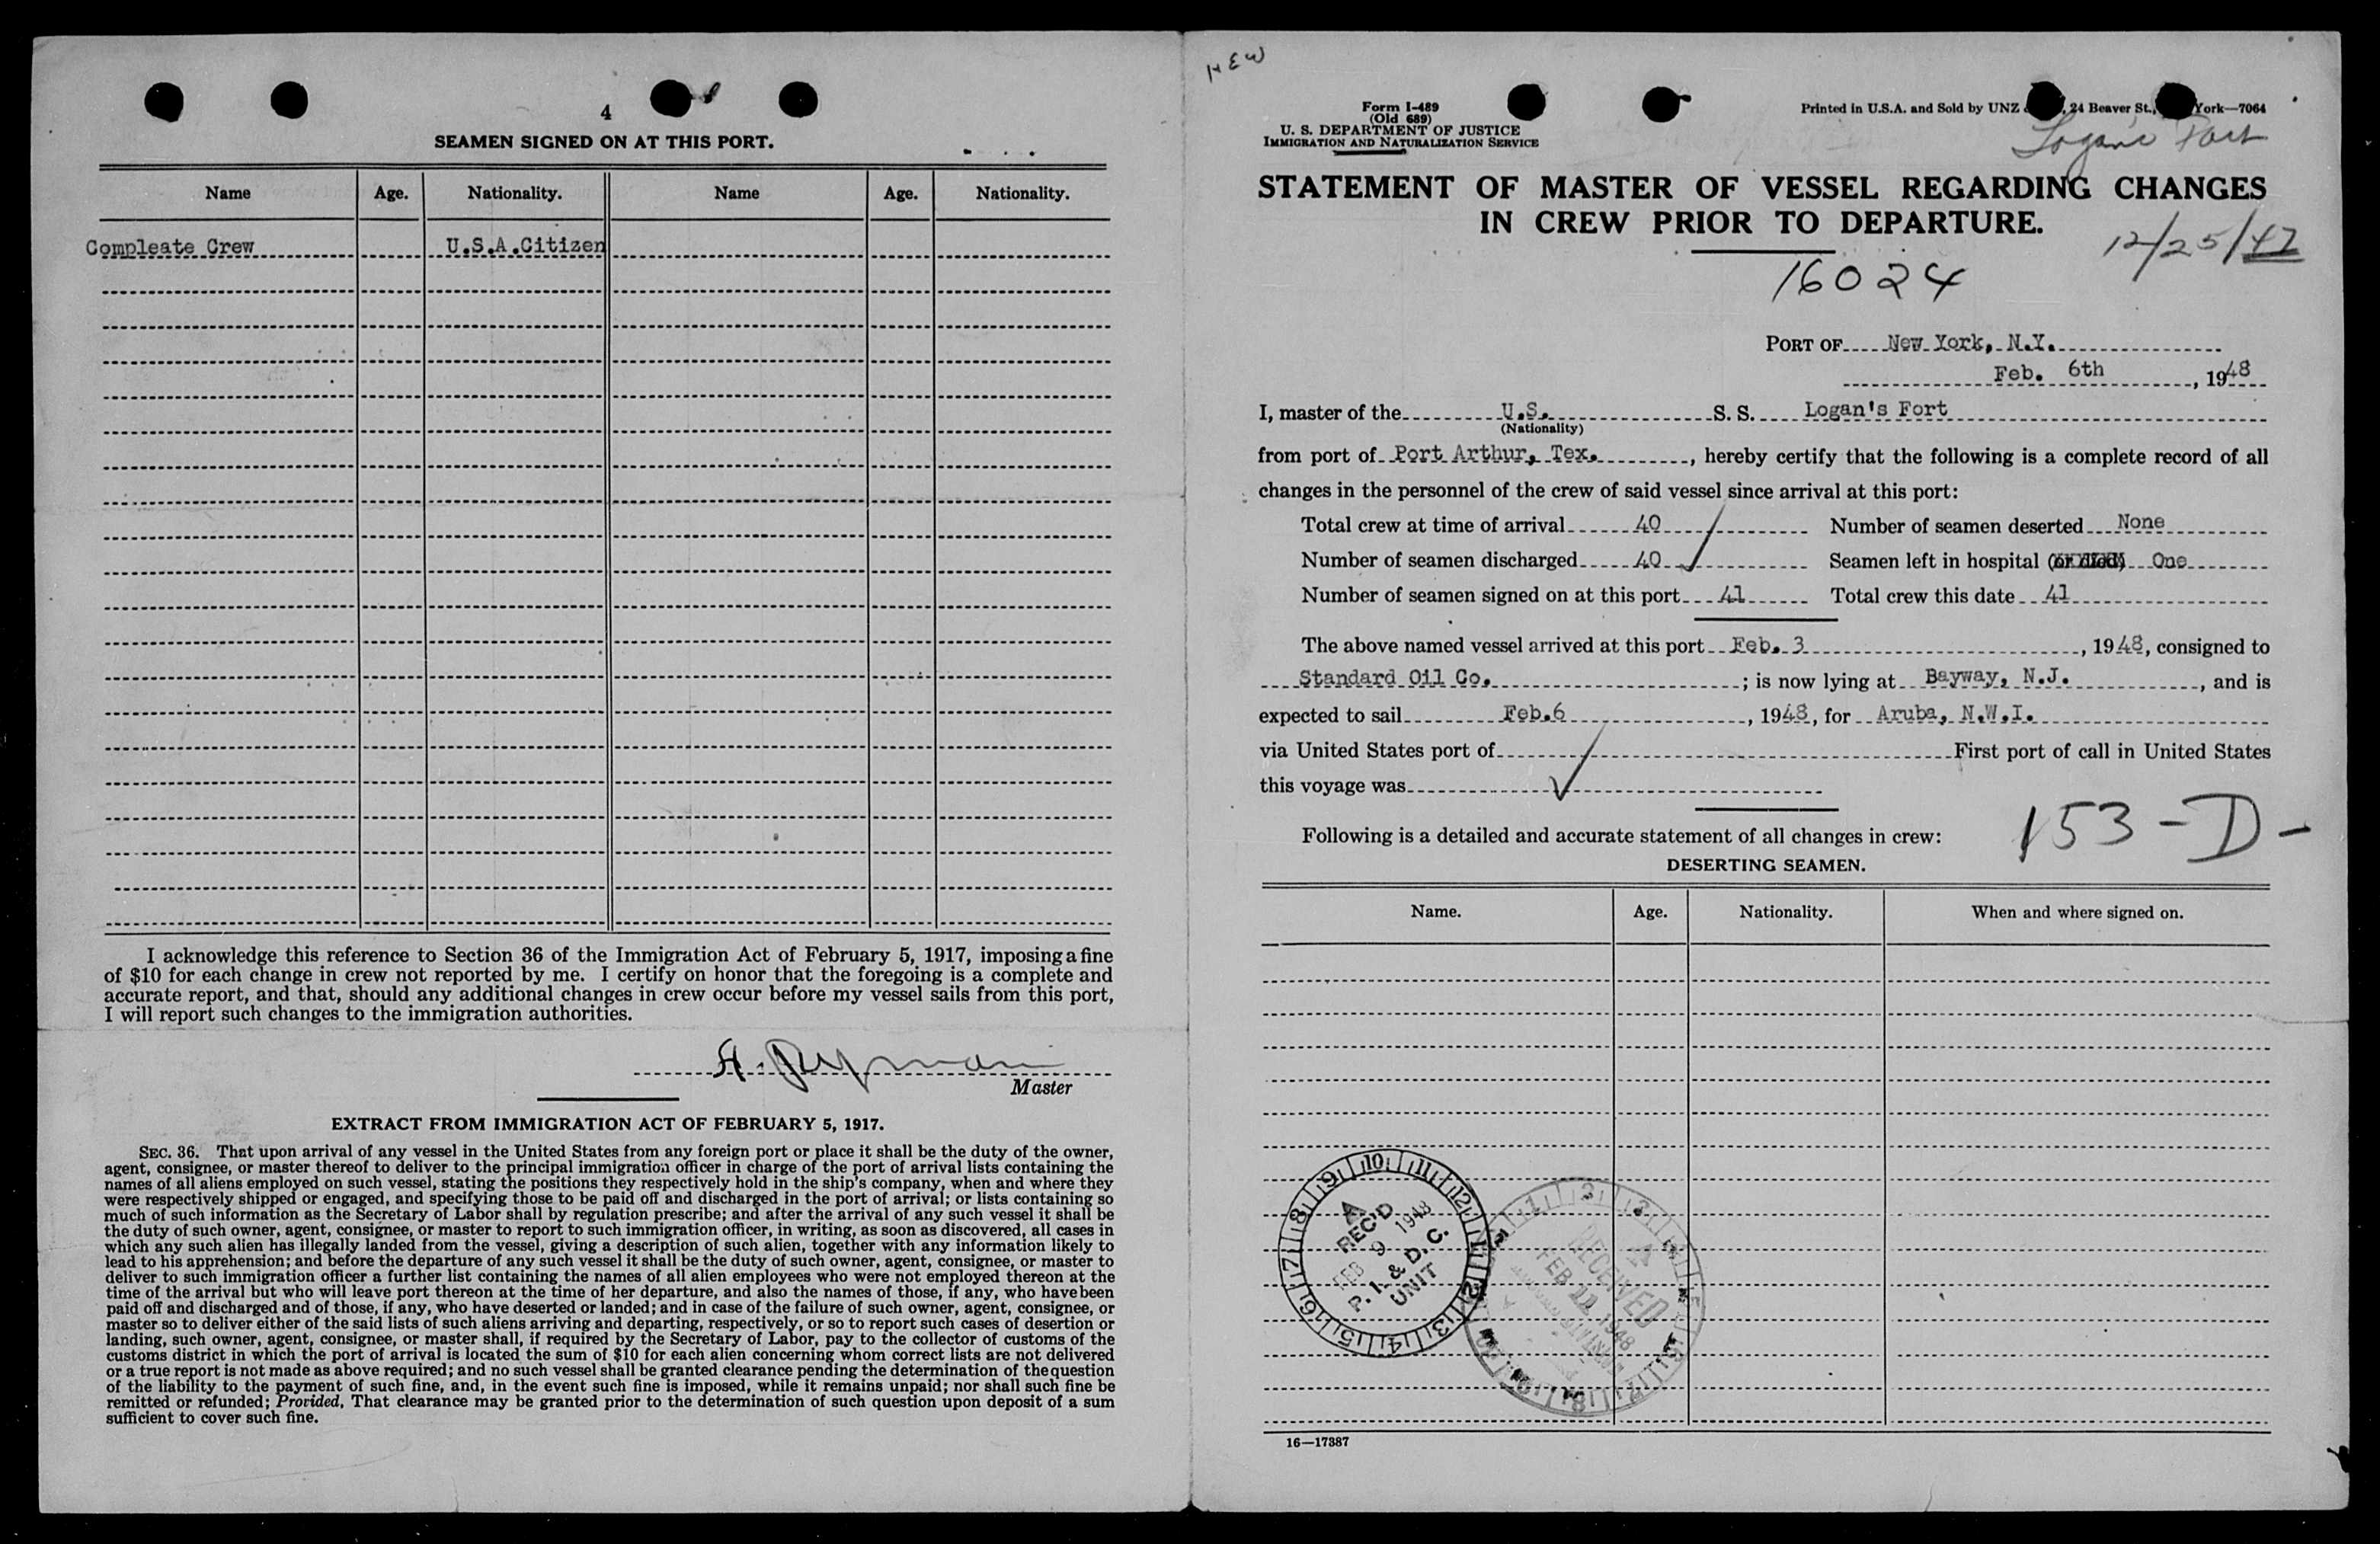 4
SEAMEN SIGNED ON AT THIS PORT.
Name Age. Nationality. Name Age. Nationality.
Compleate Crew U.S.A.Citizen
I acknowledge this reference to Section 36 of the Immigration Act of February 5, 1917, imposing a fine
of $10 for each change in crew not reported by me. I certify on honor that the foregoing is a complete and
accurate report, and that, should any additional changes in crew occur before my vessel sails from this port,
I will report such changes to the immigration authorities.
Master
EXTRACT FROM IMMIGRATION ACT OF FEBRUARY 5, 1917.
SEC. 36. That upon arrival of any vessel in the United States from any foreign port or place it shall be the duty of the owner,
agent, consignee, or master thereof to deliver to the principal immigration officer in charge of the port of arrival lists containing the
names of all aliens employed on such vessel, stating the positions they respectively hold in the ship's company, when and where they
were respectively shipped or engaged, and specifying those to be paid off and discharged in the port of arrival; or lists containing so
much of such information as the Secretary of Labor shall by regulation prescribe; and after the arrival of any such vessel it shall be
the duty of such owner, agent, consignee, or master to report to such immigration officer, in writing, as soon as discovered, all cases in
which any such alien has illegally landed from the vessel, giving a description of such alien, together with any information likely to
lead to his apprehension; and before the departure of any such vessel it shall be the duty of such owner, agent, consignee, or master to
deliver to such immigration officer a further list containing the names of all alien employees who were not employed thereon at the
time of the arrival but who will leave port thereon at the time of her departure, and also the names of those, if any, who have been
paid off and discharged and of those, if any, who have deserted or landed; and in case of the failure of such owner, agent, consignee, or
master so to deliver either of the said lists of such aliens arriving and departing, respectively, or so to report such cases of desertion or
landing, such owner, agent, consignee, or master shall, if required by the Secretary of Labor, pay to the collector of customs of the
customs district in which the port of arrival is located the sum of $10 for each alien concerning whom correct lists are not delivered
or a true report is not made as above required; and no such vessel shall be granted clearance pending the determination of the question
of the liability to the payment of such fine, and, in the event such fine is imposed, while it remains unpaid; nor shall such fine be
remitted or refunded; Provided, That clearance may be granted prior to the determination of such question upon deposit of a sum
sufficient to cover such fine.
NEW
Form I-489
(Old 689)
U. S. DEPARTMENT OF JUSTICE
IMMIGRATION AND NATURALIZATION SERVICE
Printed in U.S.A. and Sold by UNZ 24 Beaver St., York—7064
Logan's Fort
STATEMENT OF MASTER OF VESSEL REGARDING CHANGES
IN CREW PRIOR TO DEPARTURE.
12/25/47
16024
PORT OF New York, N.Y.
Feb. 6th, 1948
I, master of the U.S. S. S. Logan's Fort
(Nationality)
from port of Port Arthur, Tex., hereby certify that the following is a complete record of all
changes in the personnel of the crew of said vessel since arrival at this port:
Total crew at time of arrival 40 Number of seamen deserted None
Number of seamen discharged 40 Seamen left in hospital (or died) One
Number of seamen signed on at this port 41 Total crew this date 41
The above named vessel arrived at this port Feb. 3, 1948, consigned to
Standard Oil Co.; is now lying at Bayway, N.J., and is
expected to sail Feb.6, 1948, for Aruba, N.W.I.
via United States port of First port of call in United States
this voyage was
153-D-
Following is a detailed and accurate statement of all changes in crew:
DESERTING SEAMEN.
Name. Age. Nationality. When and where signed on.
A
REC'D
FEB 9 1948
P. I. & D. C.
UNIT
RECEIVED
FEB 1948
16—17387